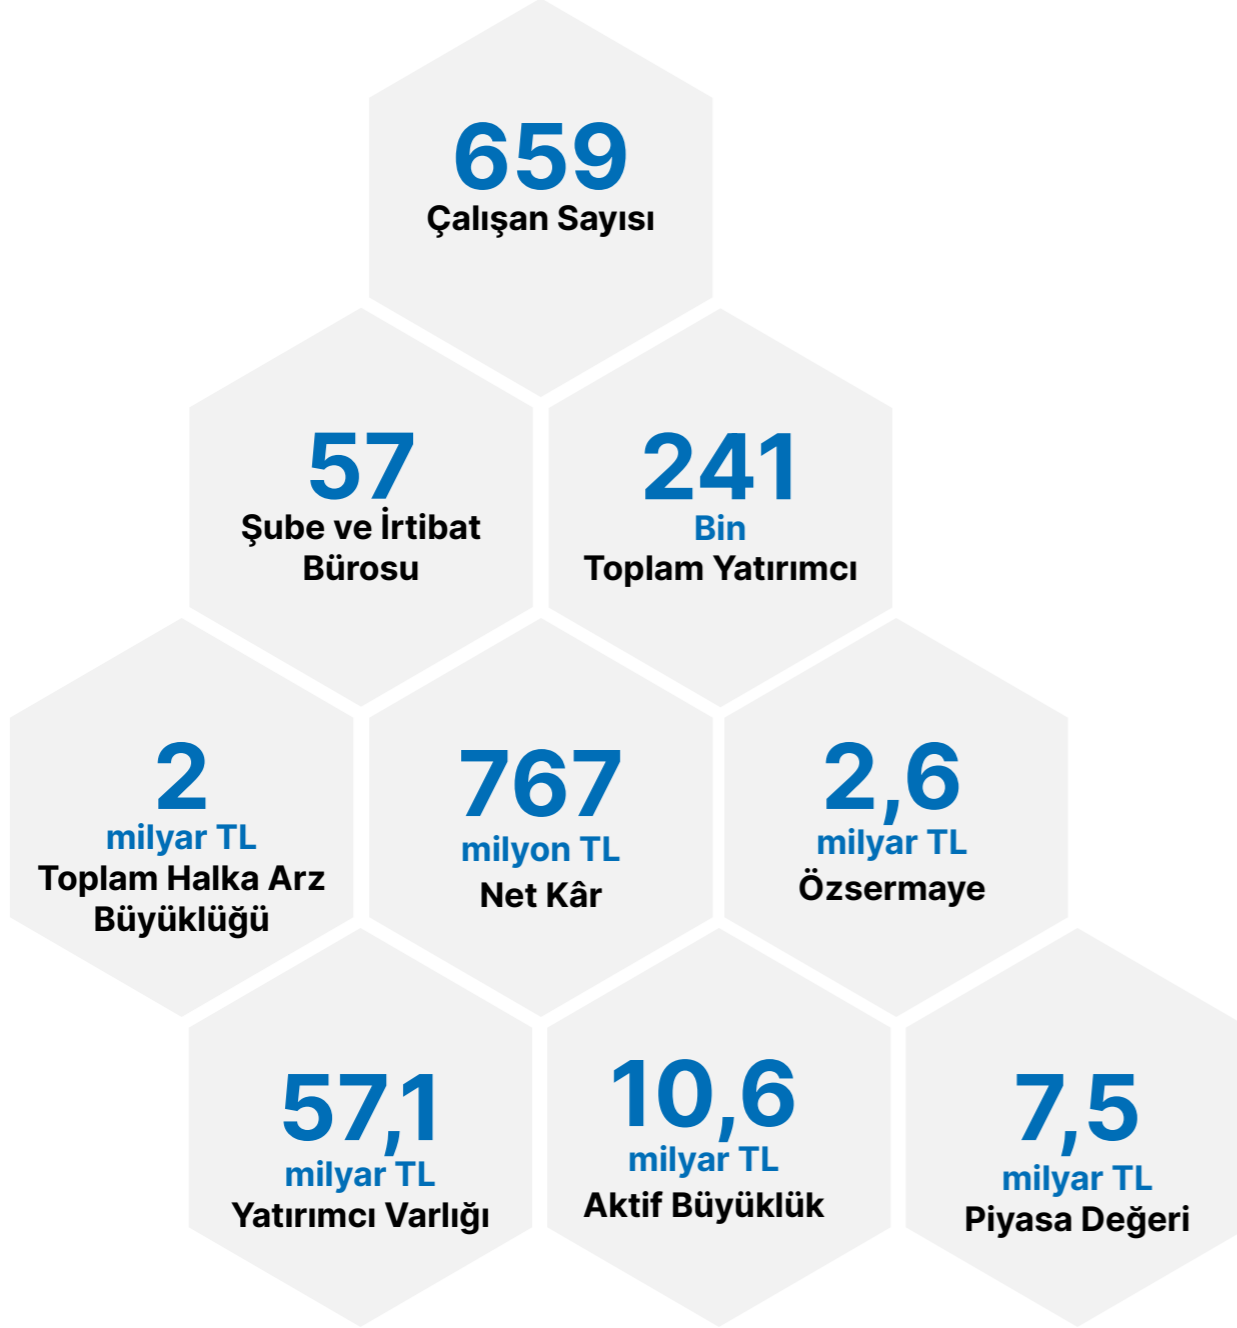 659
Çalışan Sayısı
57
Şube ve İrtibat
Bürosu
241
Bin
Toplam Yatırımcı
2
milyar TL
Toplam Halka Arz
Büyüklüğü
767
milyon TL
Net Kâr
2,6
milyar TL
Özsermaye
57,1
milyar TL
Yatırımcı Varlığı
10,6
milyar TL
Aktif Büyüklük
7,5
milyar TL
Piyasa Değeri